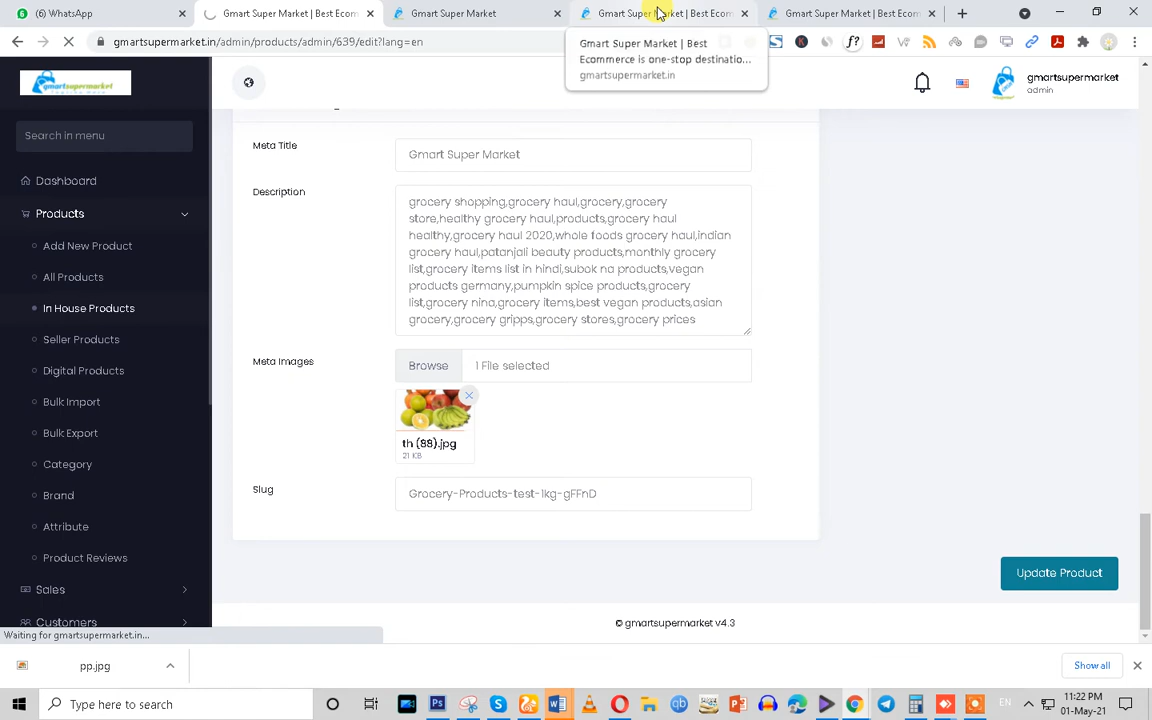 (6) WhatsApp
Gmart Super Market | Best Ecom
Gmart Super Market
Gmart Super Market | Best Ecom
Gmart Super Market | Best Ecom
gmartsupermarket.in/admin/products/admin/639/edit?lang=en
Gmart Super Market | Best
Ecommerce is one-stop destinatio...
gmartsupermarket.in
gmartsupermarket
gmartsupermarket
admin
Search in menu
Dashboard
Products
Add New Product
All Products
In House Products
Seller Products
Digital Products
Bulk Import
Bulk Export
Category
Brand
Attribute
Product Reviews
Sales
Customers
Meta Title
Gmart Super Market
Description
grocery shopping,grocery haul,grocery,grocery
store,healthy grocery haul,products,grocery haul
healthy,grocery haul 2020,whole foods grocery haul,indian
grocery haul,patanjali beauty products,monthly grocery
list,grocery items list in hindi,subok na products,vegan
products germany,pumpkin spice products,grocery
list,grocery nina,grocery items,best vegan products,asian
grocery,grocery gripps,grocery stores,grocery prices
Meta Images
Browse
1 File selected
th (88).jpg
21 KB
Slug
Grocery-Products-test-1kg-gFFnD
Update Product
© gmartsupermarket v4.3
Waiting for gmartsupermarket.in...
pp.jpg
Show all
Type here to search
EN
11:22 PM
01-May-21